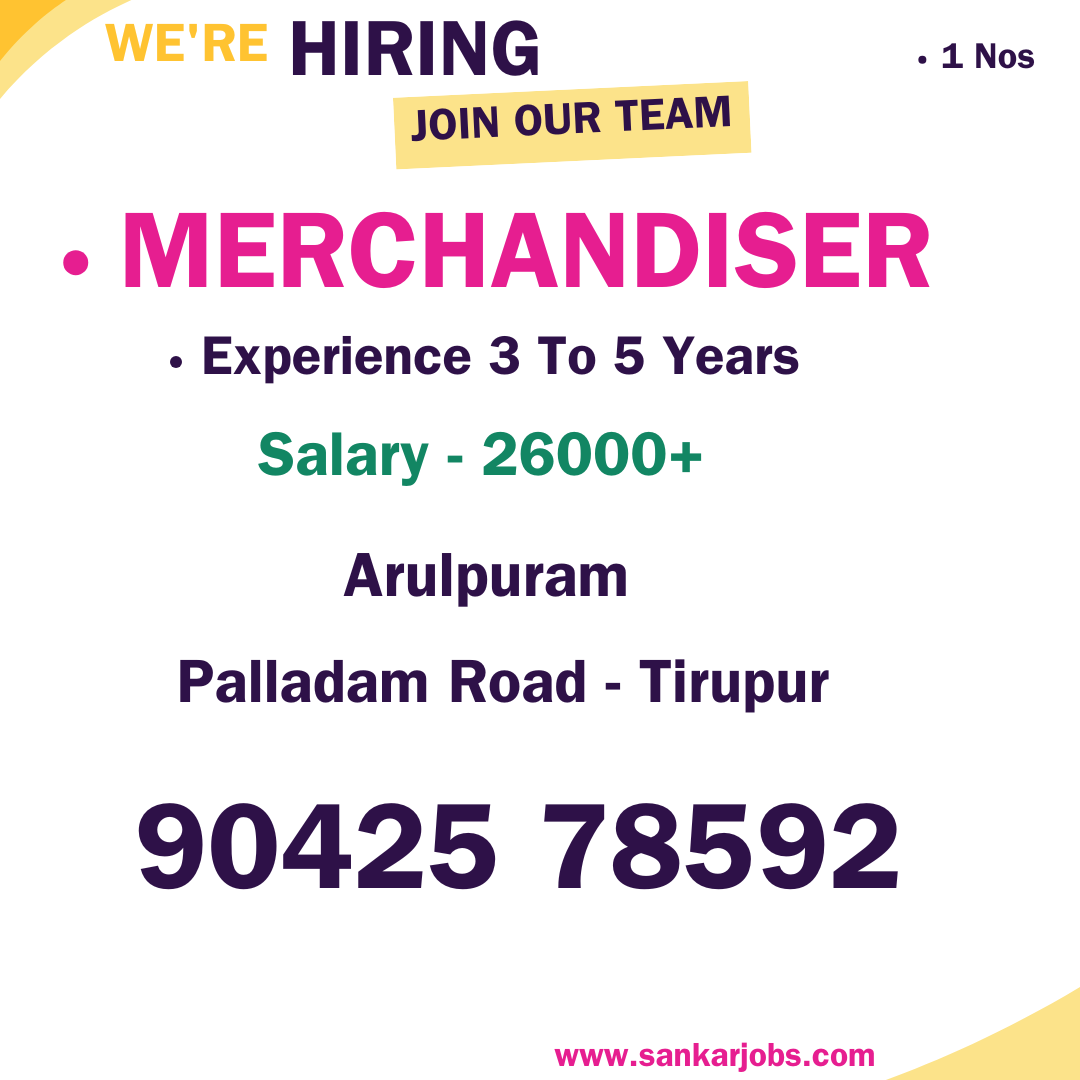 WE'RE HIRING
• 1 Nos
JOIN OUR TEAM
• MERCHANDISER
• Experience 3 To 5 Years
Salary - 26000+
Arulpuram
Palladam Road - Tirupur
90425 78592
www.sankarjobs.com